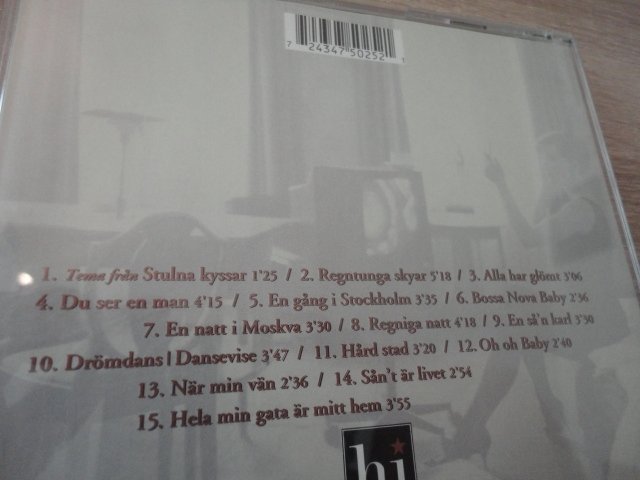 7 24347 50252 1
1. Tema från Stulna kyssar 1'25 / 2. Regntunga skyar 5'18 / 3. Alla har glömt 3'06
4. Du ser en man 4'15 / 5. En gång i Stockholm 3'35 / 6. Bossa Nova Baby 2'36
7. En natt i Moskva 3'30 / 8. Regniga natt 4'18 / 9. En så'n karl 3'30
10. Drömdans | Dansevise 3'47 / 11. Hård stad 3'20 / 12. Oh oh Baby 2'40
13. När min vän 2'36 / 14. Sån't är livet 2'54
15. Hela min gata är mitt hem 3'55
hi